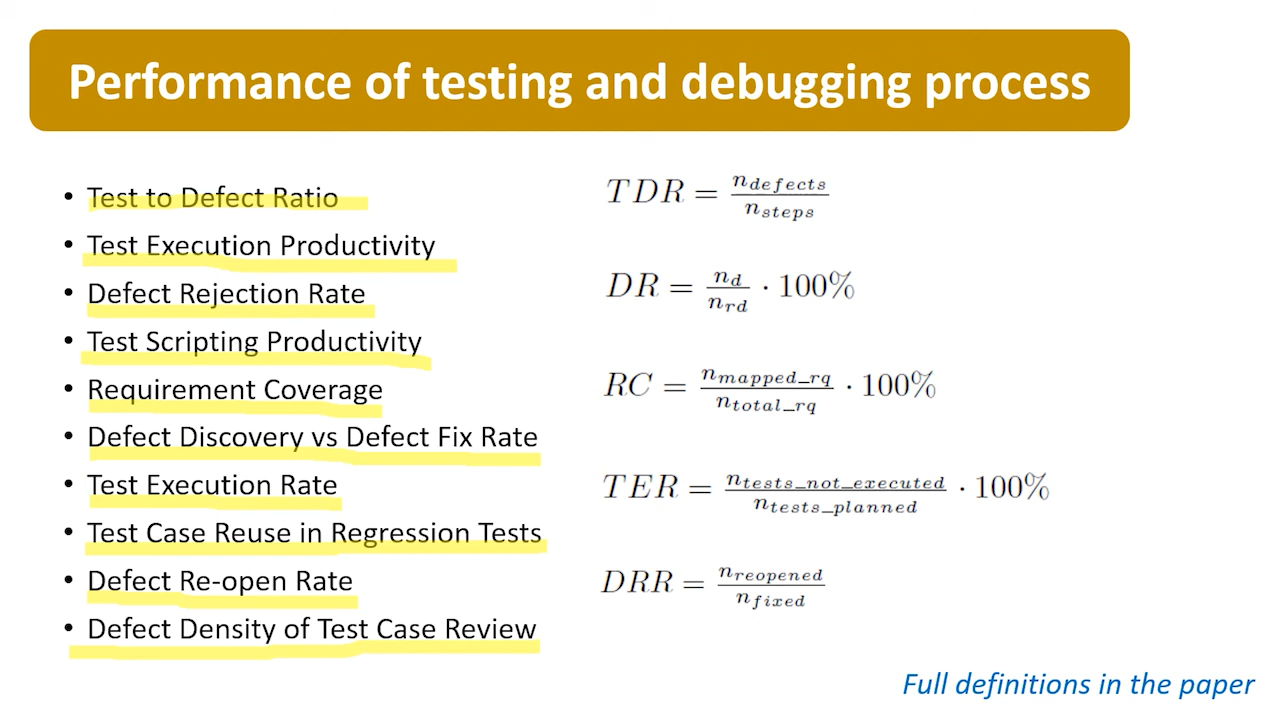 Performance of testing and debugging process
• Test to Defect Ratio
• Test Execution Productivity
• Defect Rejection Rate
• Test Scripting Productivity
• Requirement Coverage
• Defect Discovery vs Defect Fix Rate
• Test Execution Rate
• Test Case Reuse in Regression Tests
• Defect Re-open Rate
• Defect Density of Test Case Review
TDR = n_defects / n_steps
DR = n_d / n_rd · 100%
RC = n_mapped_rq / n_total_rq · 100%
TER = n_tests_not_executed / n_tests_planned · 100%
DRR = n_reopened / n_fixed
Full definitions in the paper